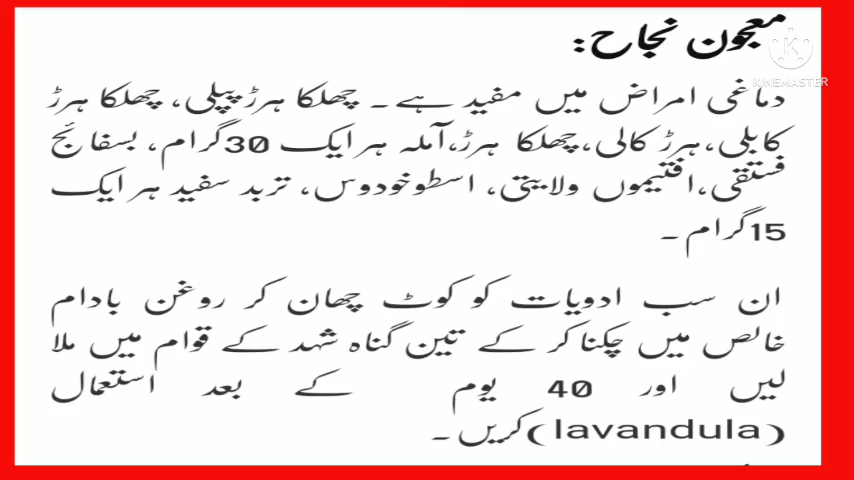 معجون نجاح:
KINEMASTER
دماغی امراض میں مفید ہے۔ چھلکا ہرڑ پیپلی، چھلکا ہرڑ
کابلی، ہرڑ کالی، چھلکا ہرڑ، آملہ ہر ایک 30 گرام، بسفائج
فستقی، افتیموں ولایتی، اسطوخودوس، تربد سفید ہر ایک
15 گرام۔
ان سب ادویات کو کوٹ چھان کر روغن بادام
خالص میں چکنا کر کے تین گناہ شہد کے قوام میں ملا
لیں اور 40 یوم کے بعد استعمال
(lavandula) کریں۔